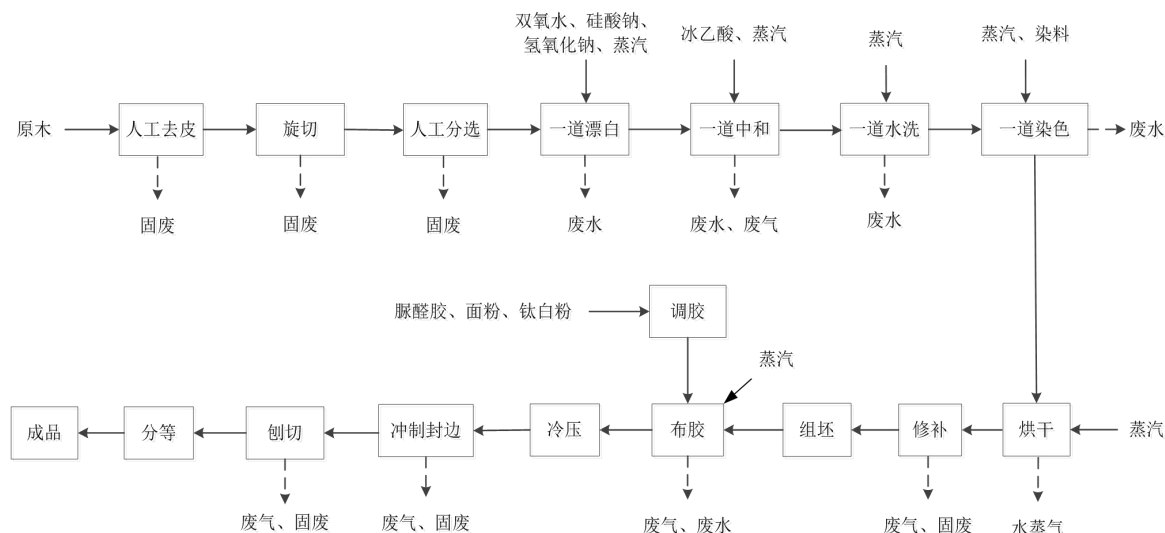 双氧水、硅酸钠、
氢氧化钠、蒸汽
冰乙酸、蒸汽
蒸汽
蒸汽、染料
原木
人工去皮
旋切
人工分选
一道漂白
一道中和
一道水洗
一道染色
废水
固废
固废
固废
废水
废水、废气
废水
脲醛胶、面粉、钛白粉
调胶
蒸汽
成品
分等
刨切
冲制封边
冷压
布胶
组坯
修补
烘干
蒸汽
废气、固废
废气、固废
废气、废水
废气、固废
水蒸气